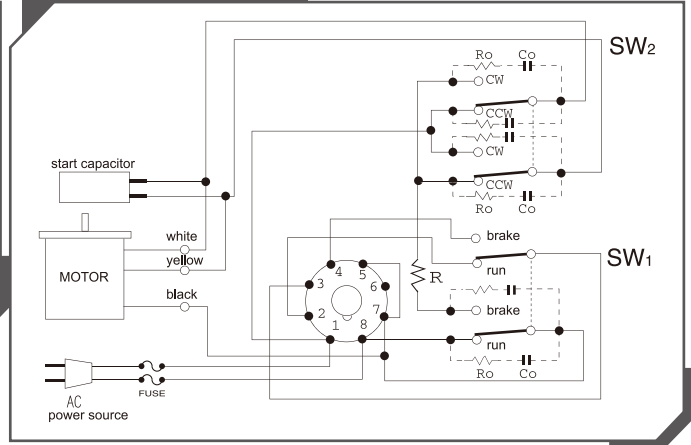 Ro Co
SW2
CW
CCW
CW
CCW
Ro Co
start capacitor
white
yellow
MOTOR
black
brake
run
SW1
R
brake
run
Ro Co
4 5
3 6
2 7
1 8
AC
power source
FUSE